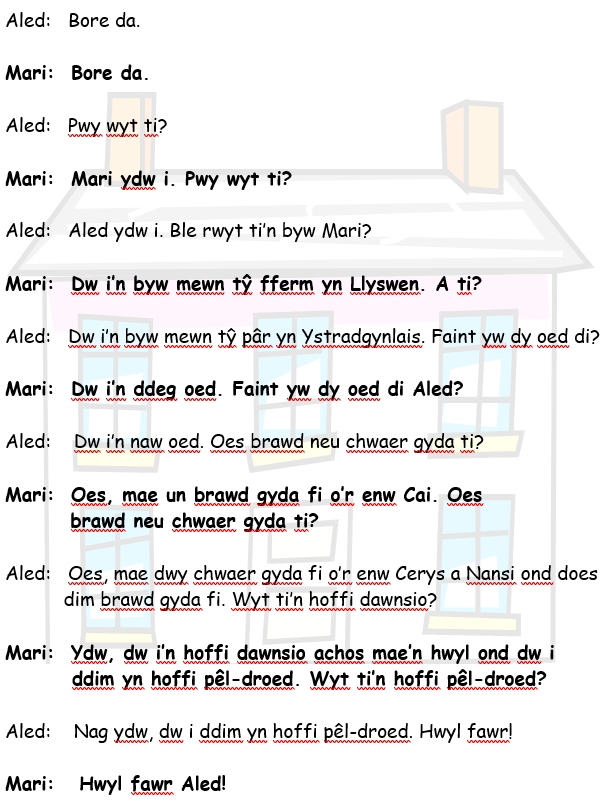 Aled: Bore da.
Mari: Bore da.
Aled: Pwy wyt ti?
Mari: Mari ydw i. Pwy wyt ti?
Aled: Aled ydw i. Ble rwyt ti'n byw Mari?
Mari: Dw i'n byw mewn tŷ fferm yn Llyswen. A ti?
Aled: Dw i'n byw mewn tŷ pâr yn Ystradgynlais. Faint yw dy oed di?
Mari: Dw i'n ddeg oed. Faint yw dy oed di Aled?
Aled: Dw i'n naw oed. Oes brawd neu chwaer gyda ti?
Mari: Oes, mae un brawd gyda fi o'r enw Cai. Oes
brawd neu chwaer gyda ti?
Aled: Oes, mae dwy chwaer gyda fi o'r enw Cerys a Nansi ond does
dim brawd gyda fi. Wyt ti'n hoffi dawnsio?
Mari: Ydw, dw i'n hoffi dawnsio achos mae'n hwyl ond dw i
ddim yn hoffi pêl-droed. Wyt ti'n hoffi pêl-droed?
Aled: Nag ydw, dw i ddim yn hoffi pêl-droed. Hwyl fawr!
Mari: Hwyl fawr Aled!